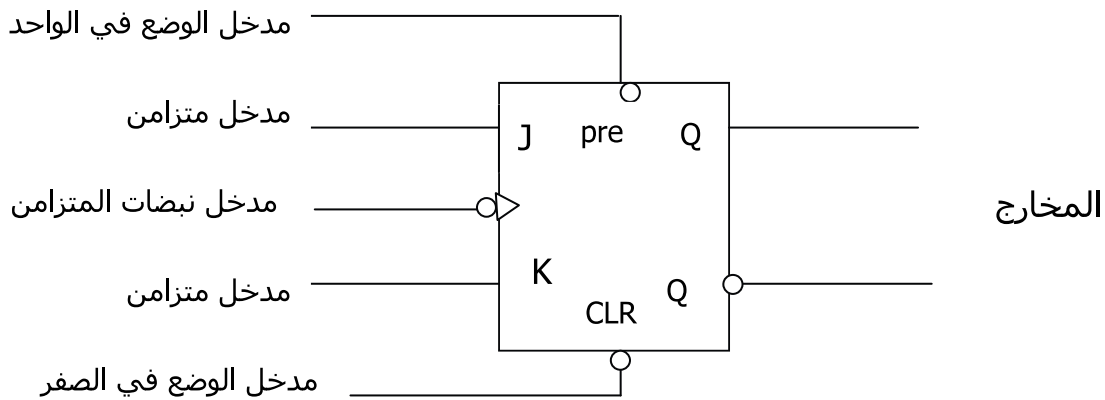 مدخل الوضع في الواحد
مدخل متزامن
J pre Q
مدخل نبضات المتزامن
المخارج
مدخل متزامن
K Q
CLR
مدخل الوضع في الصفر